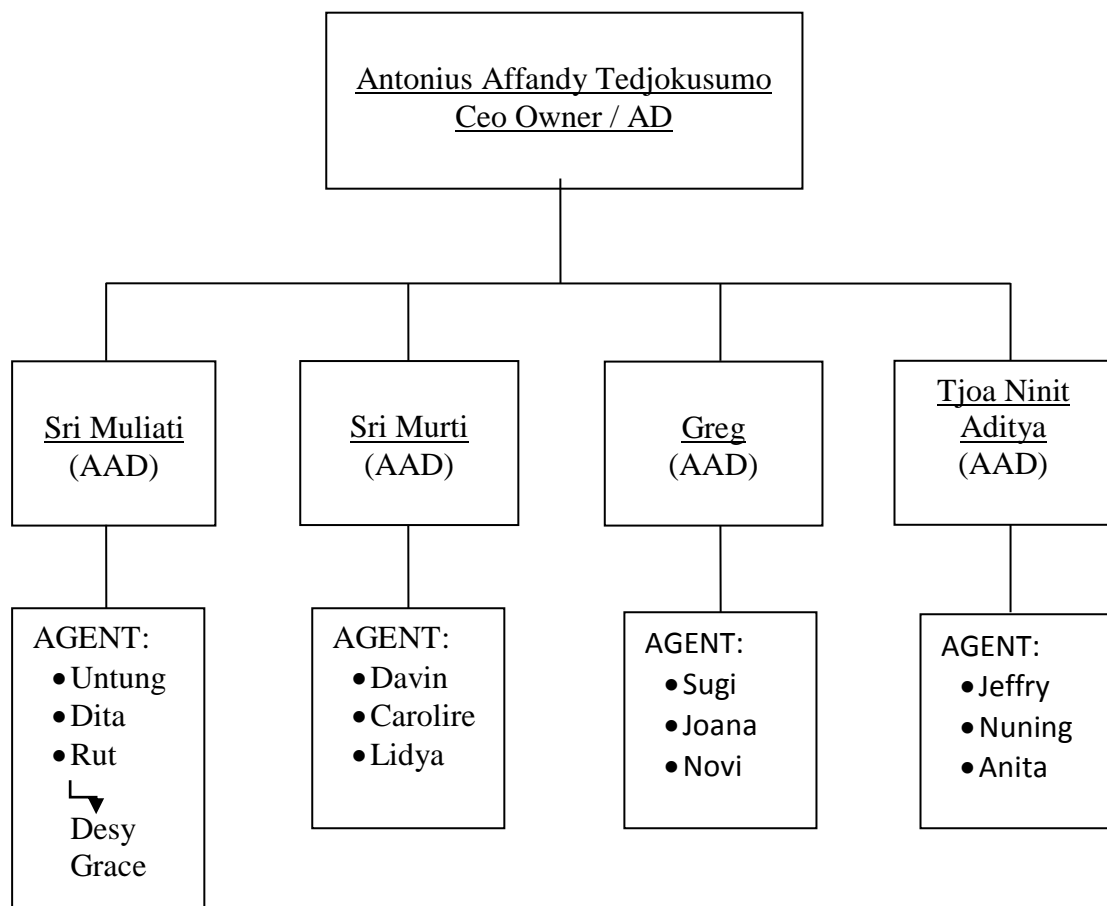 Antonius Affandy Tedjokusumo
Ceo Owner / AD
Sri Muliati
(AAD)
Sri Murti
(AAD)
Greg
(AAD)
Tjoa Ninit
Aditya
(AAD)
AGENT:
•Untung
•Dita
•Rut
Desy
Grace
AGENT:
•Davin
•Carolire
•Lidya
AGENT:
•Sugi
•Joana
•Novi
AGENT:
•Jeffry
•Nuning
•Anita